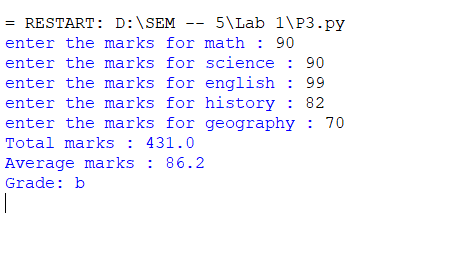 = RESTART: D:\SEM -- 5\Lab 1\P3.py
enter the marks for math : 90
enter the marks for science : 90
enter the marks for english : 99
enter the marks for history : 82
enter the marks for geography : 70
Total marks : 431.0
Average marks : 86.2
Grade: b